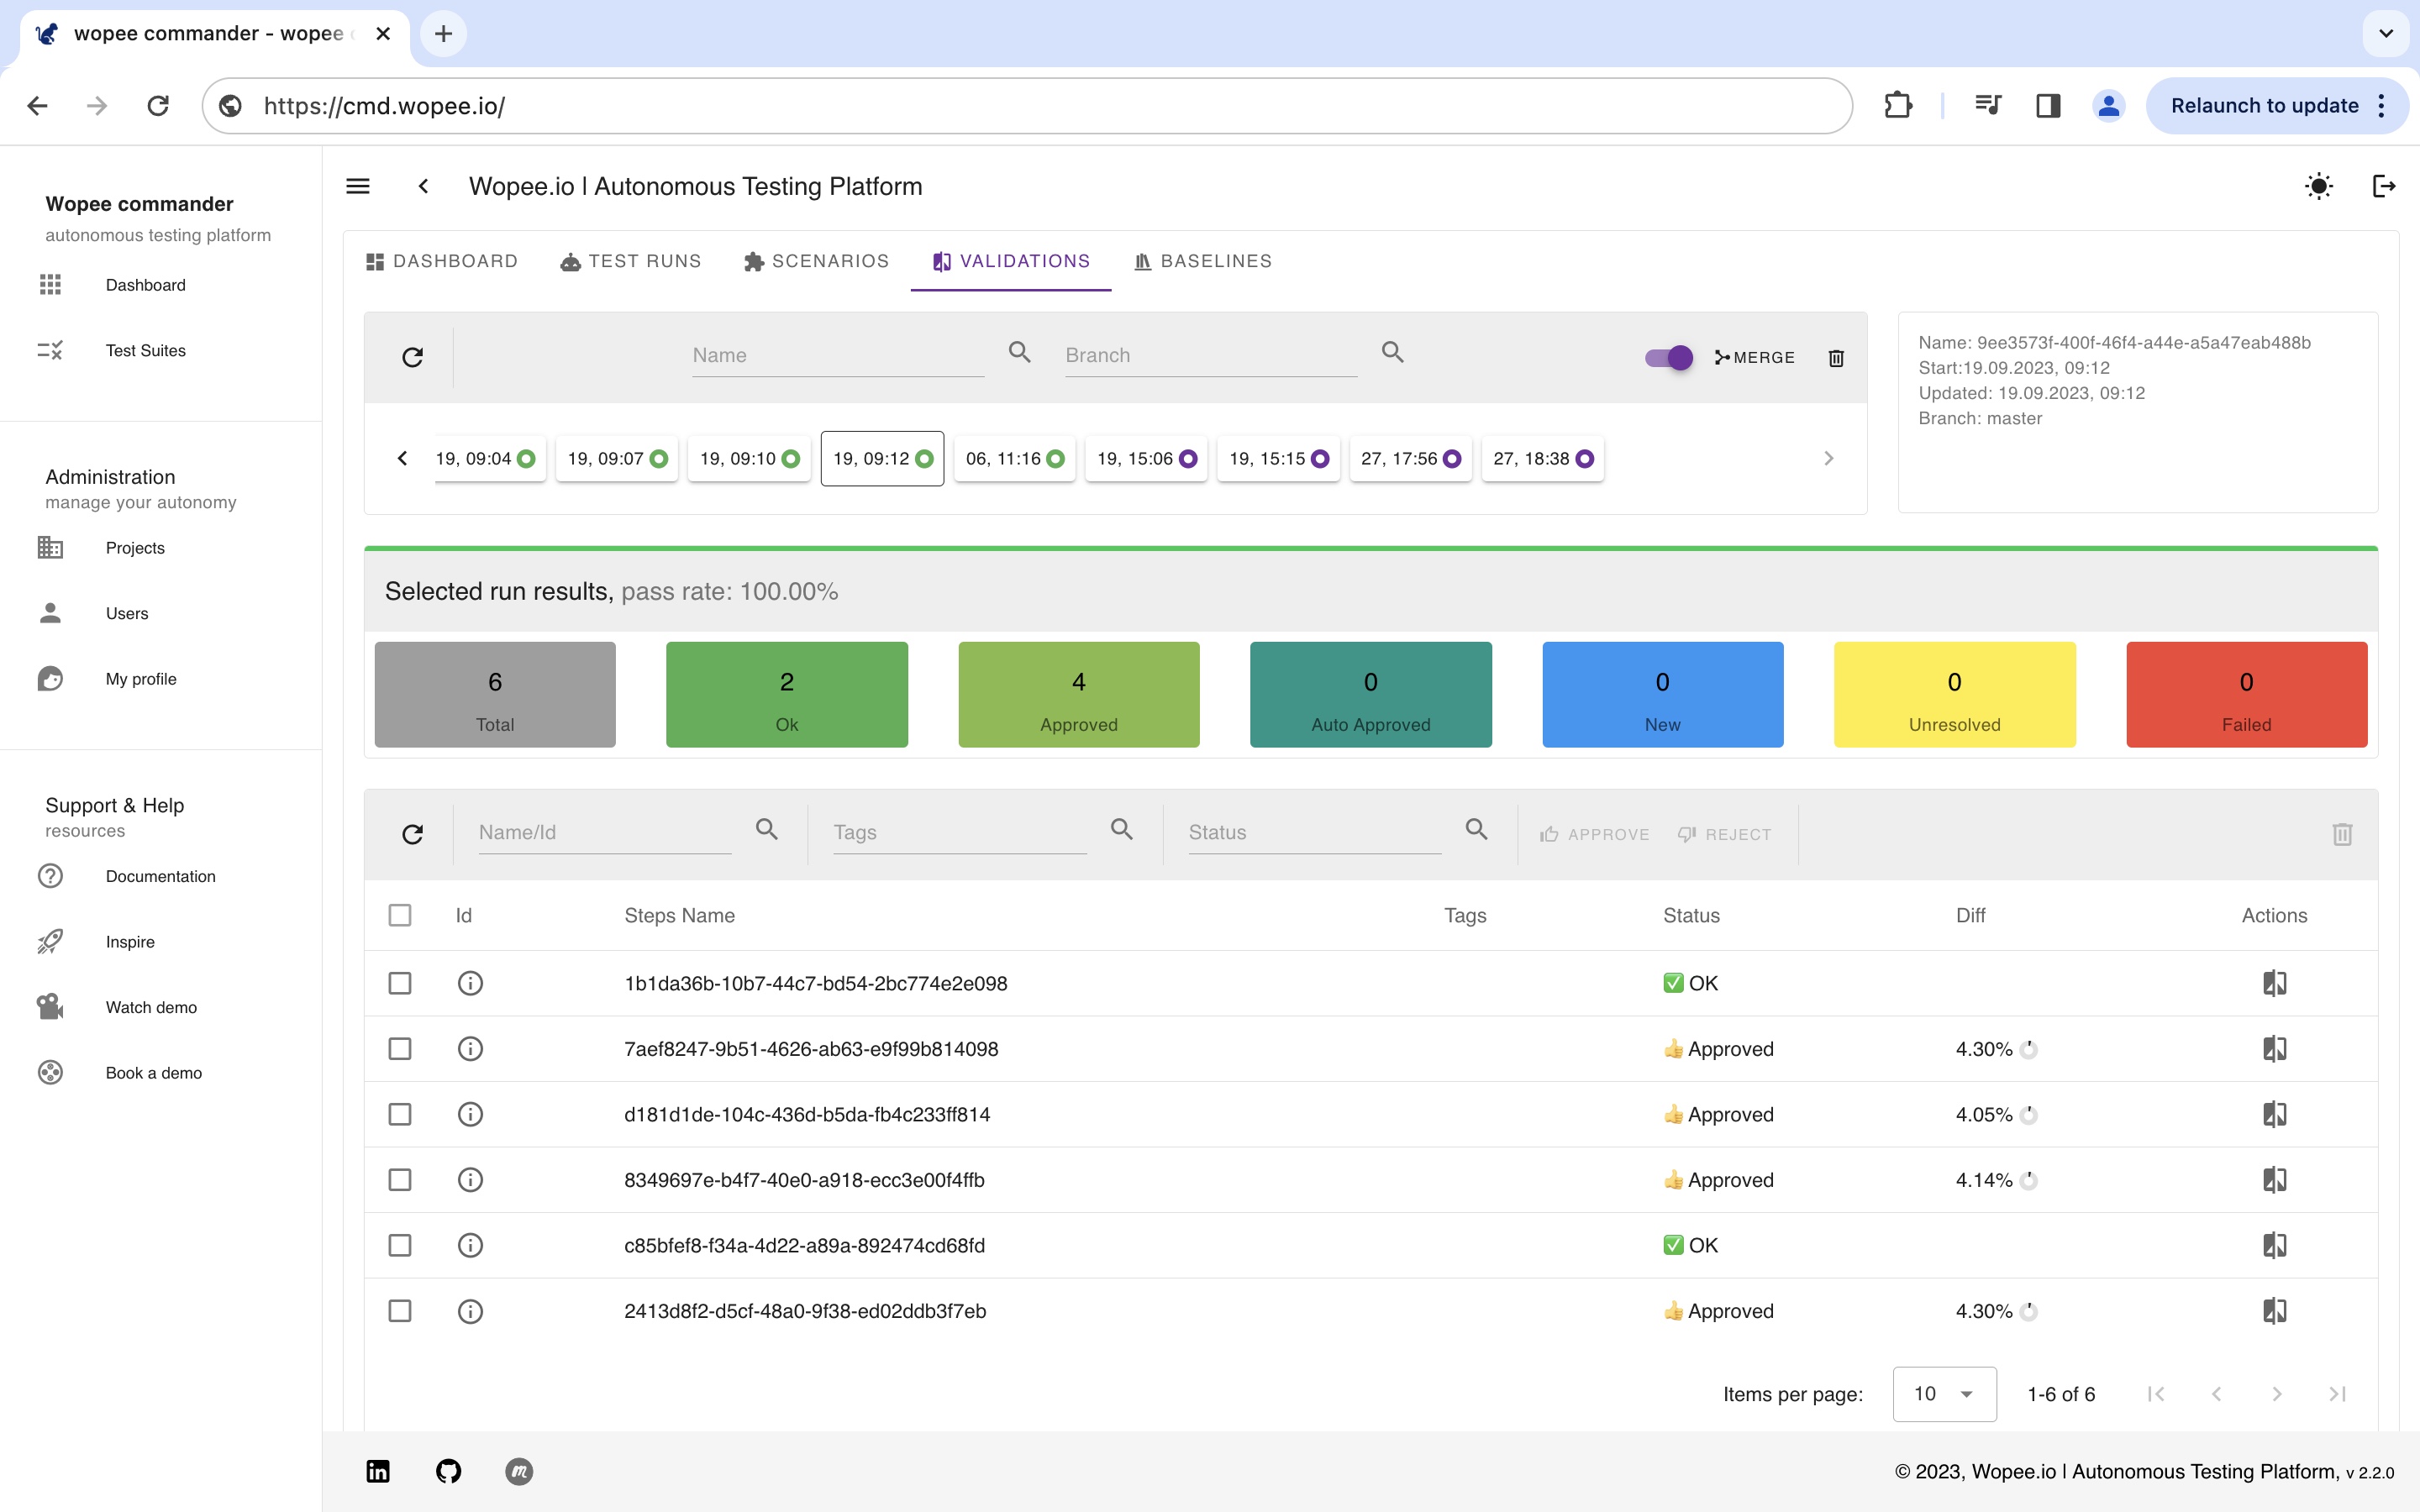 wopee commander - wopee
https://cmd.wopee.io/
Relaunch to update
Wopee commander
autonomous testing platform
Dashboard
Test Suites
Administration
manage your autonomy
Projects
Users
My profile
Support & Help
resources
Documentation
Inspire
Watch demo
Book a demo
Wopee.io | Autonomous Testing Platform
DASHBOARD
TEST RUNS
SCENARIOS
VALIDATIONS
BASELINES
Name
Branch
MERGE
19, 09:04
19, 09:07
19, 09:10
19, 09:12
06, 11:16
19, 15:06
19, 15:15
27, 17:56
27, 18:38
Name: 9ee3573f-400f-46f4-a44e-a5a47eab488b
Start:19.09.2023, 09:12
Updated: 19.09.2023, 09:12
Branch: master
Selected run results, pass rate: 100.00%
6
Total
2
Ok
4
Approved
0
Auto Approved
0
New
0
Unresolved
0
Failed
Name/Id
Tags
Status
APPROVE
REJECT
Id Steps Name Tags Status Diff Actions
1b1da36b-10b7-44c7-bd54-2bc774e2e098 OK
7aef8247-9b51-4626-ab63-e9f99b814098 Approved 4.30%
d181d1de-104c-436d-b5da-fb4c233ff814 Approved 4.05%
8349697e-b4f7-40e0-a918-ecc3e00f4ffb Approved 4.14%
c85bfef8-f34a-4d22-a89a-892474cd68fd OK
2413d8f2-d5cf-48a0-9f38-ed02ddb3f7eb Approved 4.30%
Items per page: 10 1-6 of 6
© 2023, Wopee.io | Autonomous Testing Platform, v 2.2.0